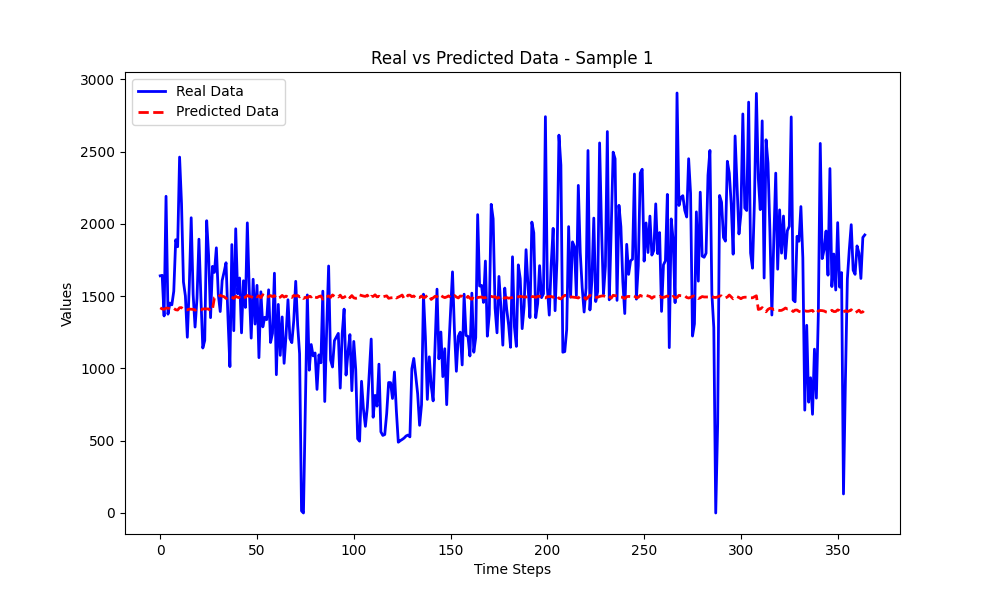 Real vs Predicted Data - Sample 1
Real Data
Predicted Data
3000
2500
2000
1500
1000
500
0
Values
0 50 100 150 200 250 300 350
Time Steps